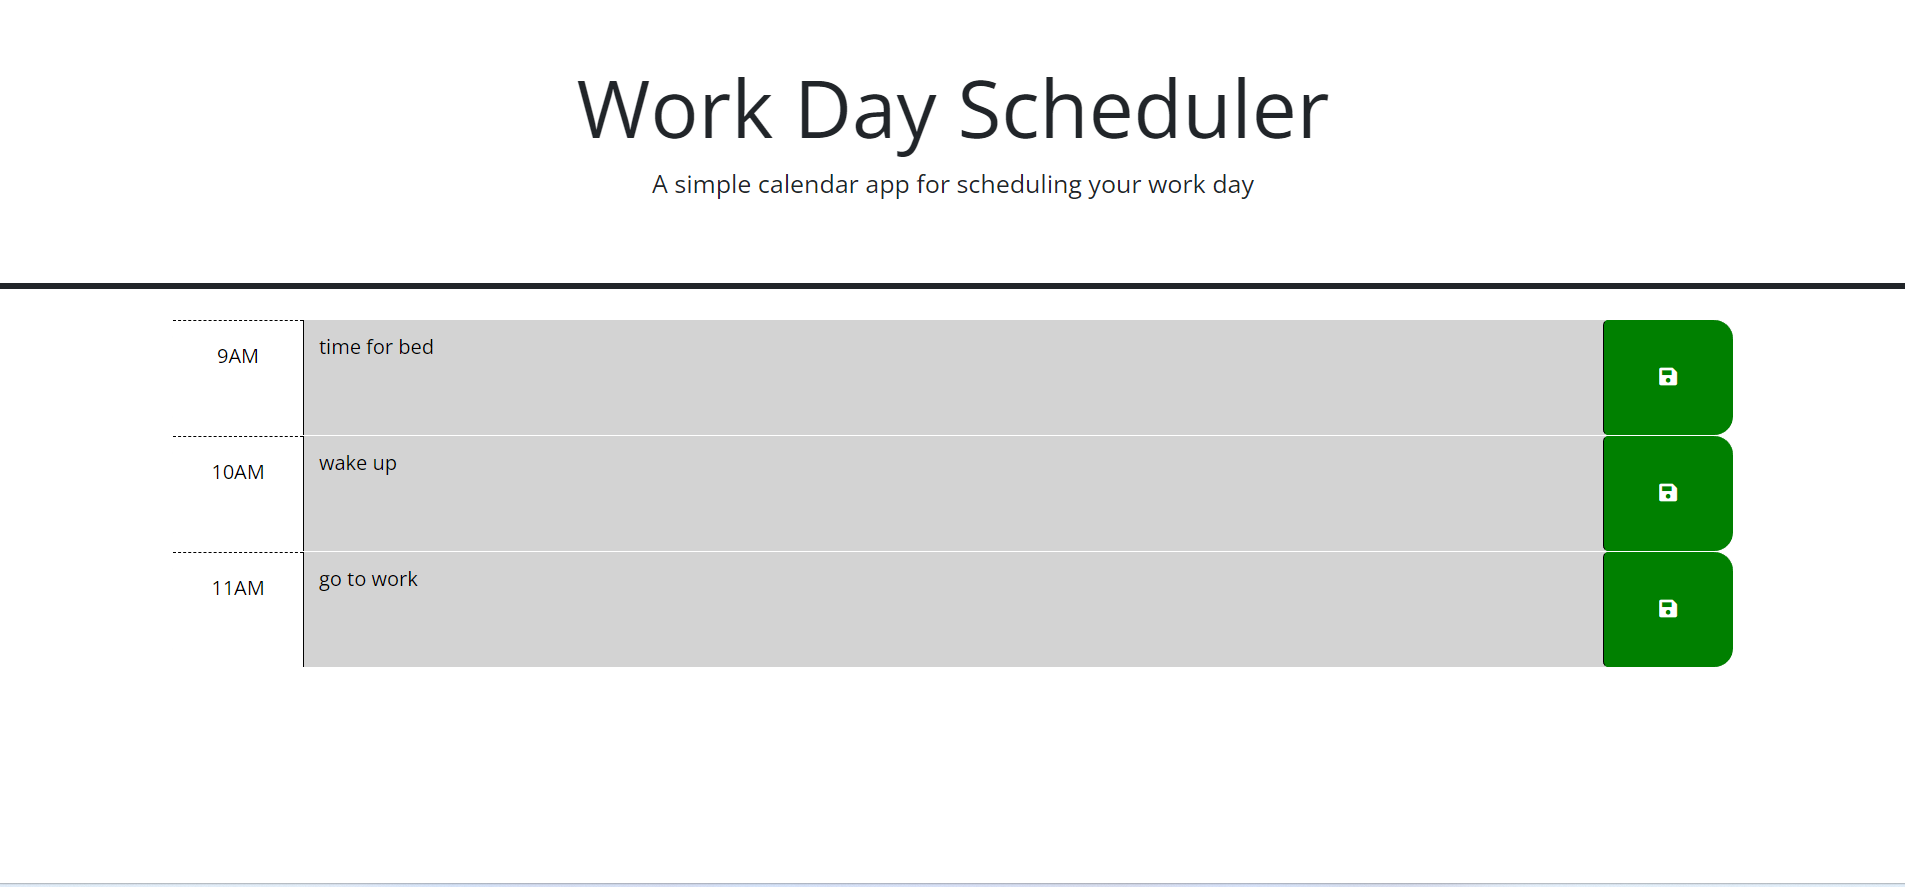 Work Day Scheduler
A simple calendar app for scheduling your work day
9AM
time for bed
10AM
wake up
11AM
go to work